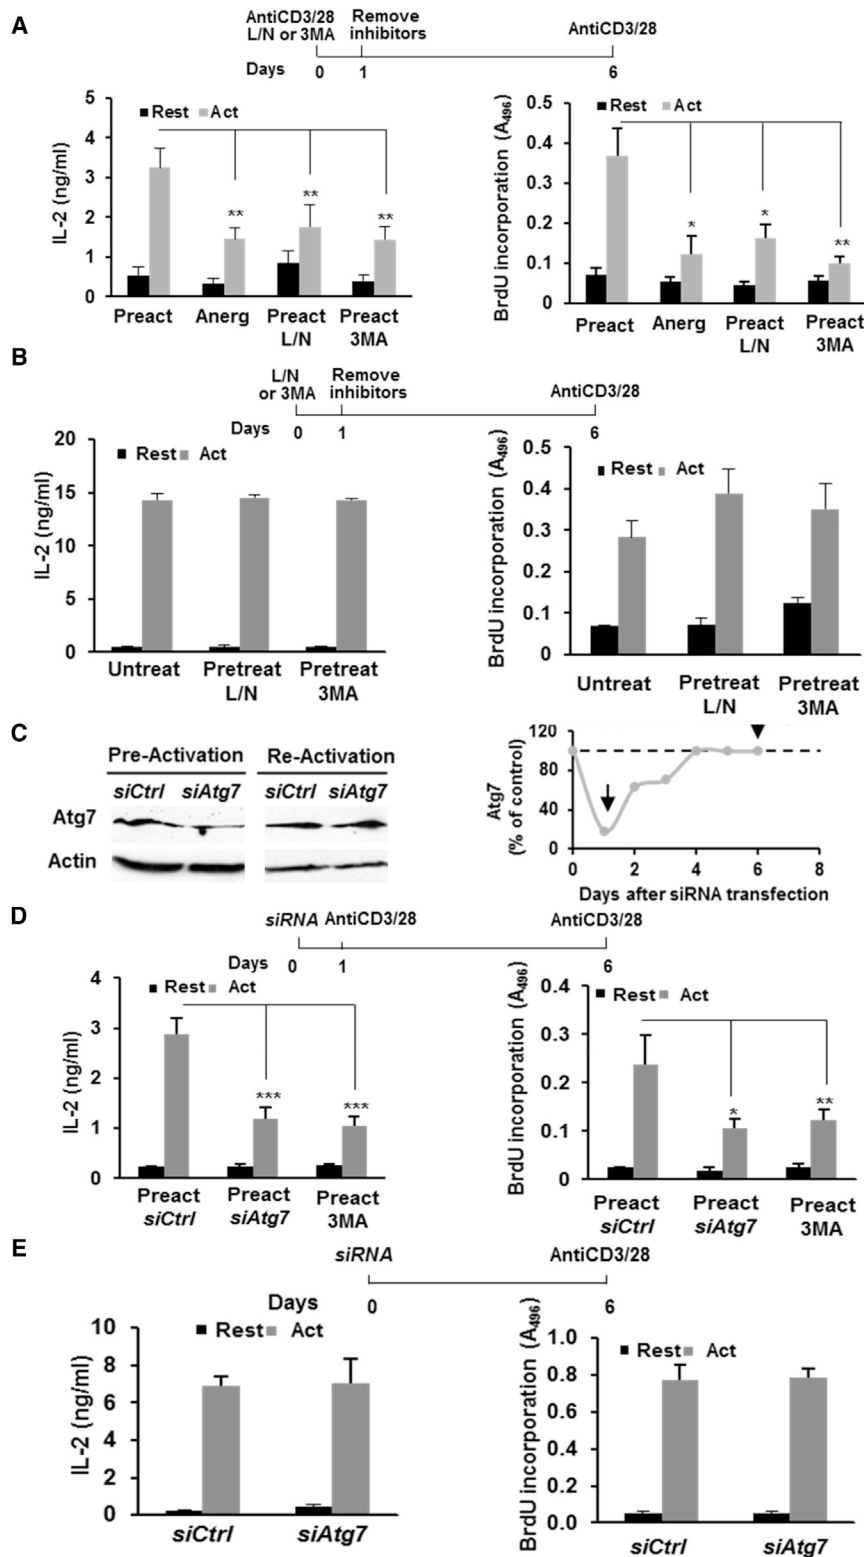 A
AntiCD3/28
L/N or 3MA
Remove
inhibitors
AntiCD3/28
Days
0
1
6
IL-2 (ng/ml)
5
4
3
2
1
0
Rest Act
**
**
**
Preact
Anerg
Preact
L/N
Preact
3MA
BrdU incorporation (A496)
0.5
0.4
0.3
0.2
0.1
0
Rest Act
*
*
**
Preact
Anerg
Preact
L/N
Preact
3MA
B
L/N
or 3MA
Remove
inhibitors
AntiCD3/28
Days
0
1
6
IL-2 (ng/ml)
20
15
10
5
0
Rest Act
Untreat
Pretreat
L/N
Pretreat
3MA
BrdU incorporation (A496)
0.5
0.4
0.3
0.2
0.1
0
Rest Act
Untreat
Pretreat
L/N
Pretreat
3MA
C
Pre-Activation Re-Activation
siCtrl siAtg7 siCtrl siAtg7
Atg7
Actin
Atg7
(% of control)
120
80
40
0
0 2 4 6 8
Days after siRNA transfection
D
siRNA AntiCD3/28
AntiCD3/28
Days
0
1
6
IL-2 (ng/ml)
4
3
2
1
0
Rest Act
***
***
Preact
siCtrl
Preact
siAtg7
Preact
3MA
BrdU incorporation (A496)
0.4
0.3
0.2
0.1
0
Rest Act
*
**
Preact
siCtrl
Preact
siAtg7
Preact
3MA
E
siRNA
AntiCD3/28
Days
0
6
IL-2 (ng/ml)
10
8
6
4
2
0
Rest Act
siCtrl
siAtg7
BrdU incorporation (A496)
1.0
0.8
0.6
0.4
0.2
0
Rest Act
siCtrl
siAtg7